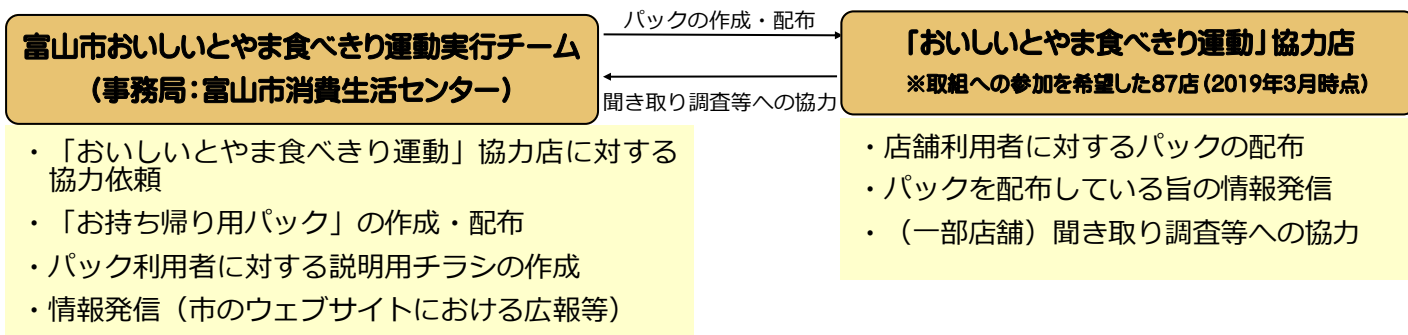 パックの作成・配布
富山市おいしいとやま食べきり運動実行チーム
（事務局：富山市消費生活センター）
聞き取り調査等への協力
「おいしいとやま食べきり運動」協力店
※取組への参加を希望した87店（2019年3月時点）
・「おいしいとやま食べきり運動」協力店に対する
協力依頼
・「お持ち帰り用パック」の作成・配布
・パック利用者に対する説明用チラシの作成
・情報発信（市のウェブサイトにおける広報等）
・店舗利用者に対するパックの配布
・パックを配布している旨の情報発信
・（一部店舗）聞き取り調査等への協力